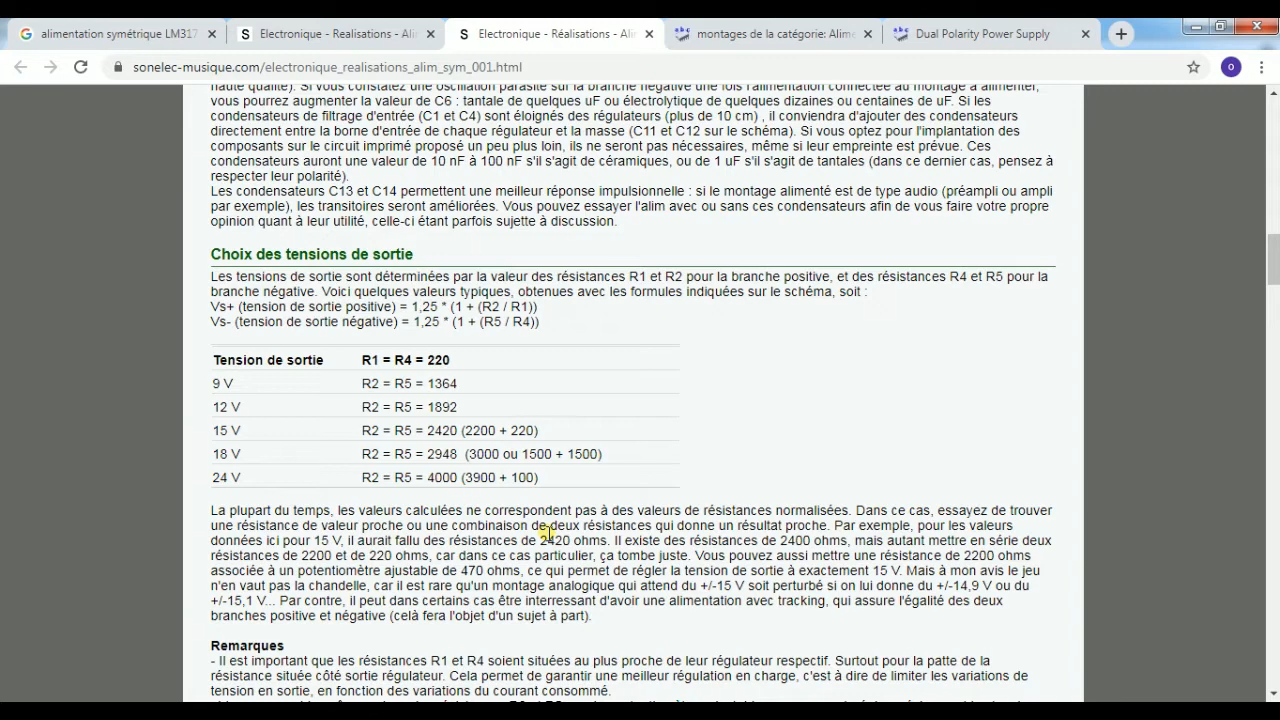 alimentation symétrique LM317
Electronique - Realisations - Alin
Electronique - Réalisations - Alin
montages de la catégorie: Alime
Dual Polarity Power Supply
sonelec-musique.com/electronique_realisations_alim_sym_001.html
o
haute qualité). Si vous constatez une oscillation parasite sur la branche négative une fois l'alimentation connectée au montage à alimenter,
vous pourrez augmenter la valeur de C6 : tantale de quelques uF ou électrolytique de quelques dizaines ou centaines de uF. Si les
condensateurs de filtrage d'entrée (C1 et C4) sont éloignés des régulateurs (plus de 10 cm) , il conviendra d'ajouter des condensateurs
directement entre la borne d'entrée de chaque régulateur et la masse (C11 et C12 sur le schéma). Si vous optez pour l'implantation des
composants sur le circuit imprimé proposé un peu plus loin, ils ne seront pas nécessaires, même si leur empreinte est prévue. Ces
condensateurs auront une valeur de 10 nF à 100 nF s'il s'agit de céramiques, ou de 1 uF s'il s'agit de tantales (dans ce dernier cas, pensez à
respecter leur polarité).
Les condensateurs C13 et C14 permettent une meilleur réponse impulsionnelle : si le montage alimenté est de type audio (préampli ou ampli
par exemple), les transitoires seront améliorées. Vous pouvez essayer l'alim avec ou sans ces condensateurs afin de vous faire votre propre
opinion quant à leur utilité, celle-ci étant parfois sujette à discussion.
Choix des tensions de sortie
Les tensions de sortie sont déterminées par la valeur des résistances R1 et R2 pour la branche positive, et des résistances R4 et R5 pour la
branche négative. Voici quelques valeurs typiques, obtenues avec les formules indiquées sur le schéma, soit :
Vs+ (tension de sortie positive) = 1,25 * (1 + (R2 / R1))
Vs- (tension de sortie négative) = 1,25 * (1 + (R5 / R4))
Tension de sortie R1 = R4 = 220
9 V R2 = R5 = 1364
12 V R2 = R5 = 1892
15 V R2 = R5 = 2420 (2200 + 220)
18 V R2 = R5 = 2948 (3000 ou 1500 + 1500)
24 V R2 = R5 = 4000 (3900 + 100)
La plupart du temps, les valeurs calculées ne correspondent pas à des valeurs de résistances normalisées. Dans ce cas, essayez de trouver
une résistance de valeur proche ou une combinaison de deux résistances qui donne un résultat proche. Par exemple, pour les valeurs
données ici pour 15 V, il aurait fallu des résistances de 2420 ohms. Il existe des résistances de 2400 ohms, mais autant mettre en série deux
résistances de 2200 et de 220 ohms, car dans ce cas particulier, ça tombe juste. Vous pouvez aussi mettre une résistance de 2200 ohms
associée à un potentiomètre ajustable de 470 ohms, ce qui permet de régler la tension de sortie à exactement 15 V. Mais à mon avis le jeu
n'en vaut pas la chandelle, car il est rare qu'un montage analogique qui attend du +/-15 V soit perturbé si on lui donne du +/-14,9 V ou du
+/-15,1 V... Par contre, il peut dans certains cas être interressant d'avoir une alimentation avec tracking, qui assure l'égalité des deux
branches positive et négative (celà fera l'objet d'un sujet à part).
Remarques
- Il est important que les résistances R1 et R4 soient situées au plus proche de leur régulateur respectif. Surtout pour la patte de la
résistance située côté sortie régulateur. Cela permet de garantir une meilleur régulation en charge, c'est à dire de limiter les variations de
tension en sortie, en fonction des variations du courant consommé.